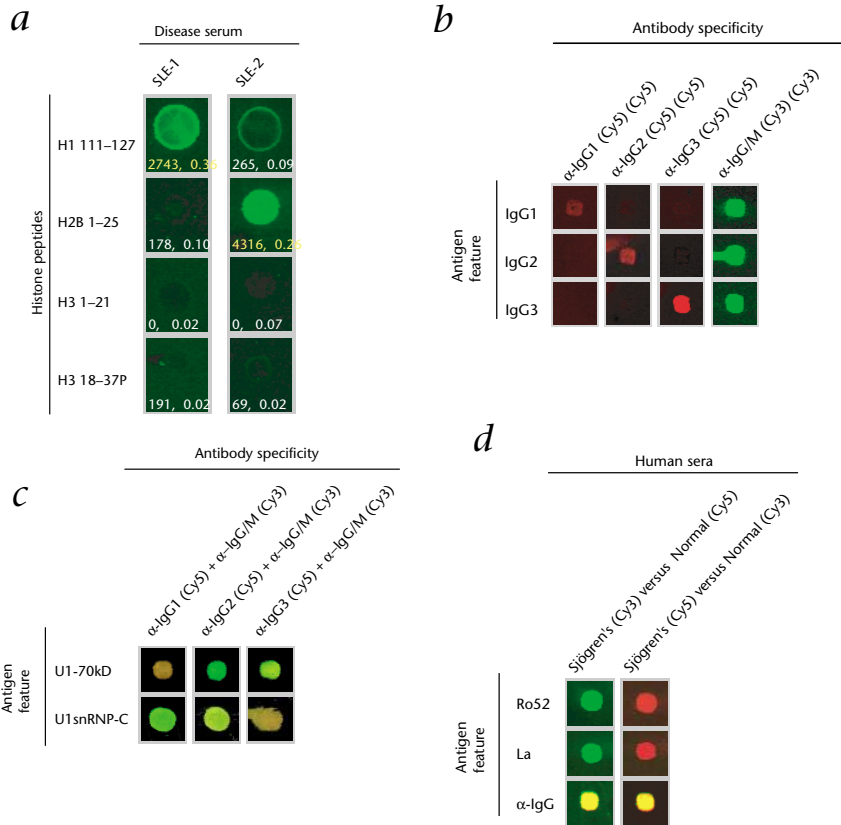 a
Disease serum
SLE-1
SLE-2
Histone peptides
H1 111–127
2743, 0.36
265, 0.09
H2B 1–25
178, 0.10
4316, 0.26
H3 1–21
0, 0.02
0, 0.07
H3 18–37P
191, 0.02
69, 0.02
b
Antibody specificity
α-IgG1 (Cy5) (Cy5)
α-IgG2 (Cy5) (Cy5)
α-IgG3 (Cy5) (Cy5)
α-IgG/M (Cy3) (Cy3)
Antigen
feature
IgG1
IgG2
IgG3
c
Antibody specificity
α-IgG1 (Cy5) + α–IgG/M (Cy3)
α-IgG2 (Cy5) + α–IgG/M (Cy3)
α-IgG3 (Cy5) + α–IgG/M (Cy3)
Antigen
feature
U1-70kD
U1snRNP-C
d
Human sera
Sjögren's (Cy3) versus Normal (Cy5)
Sjögren's (Cy5) versus Normal (Cy3)
Antigen
feature
Ro52
La
α-IgG